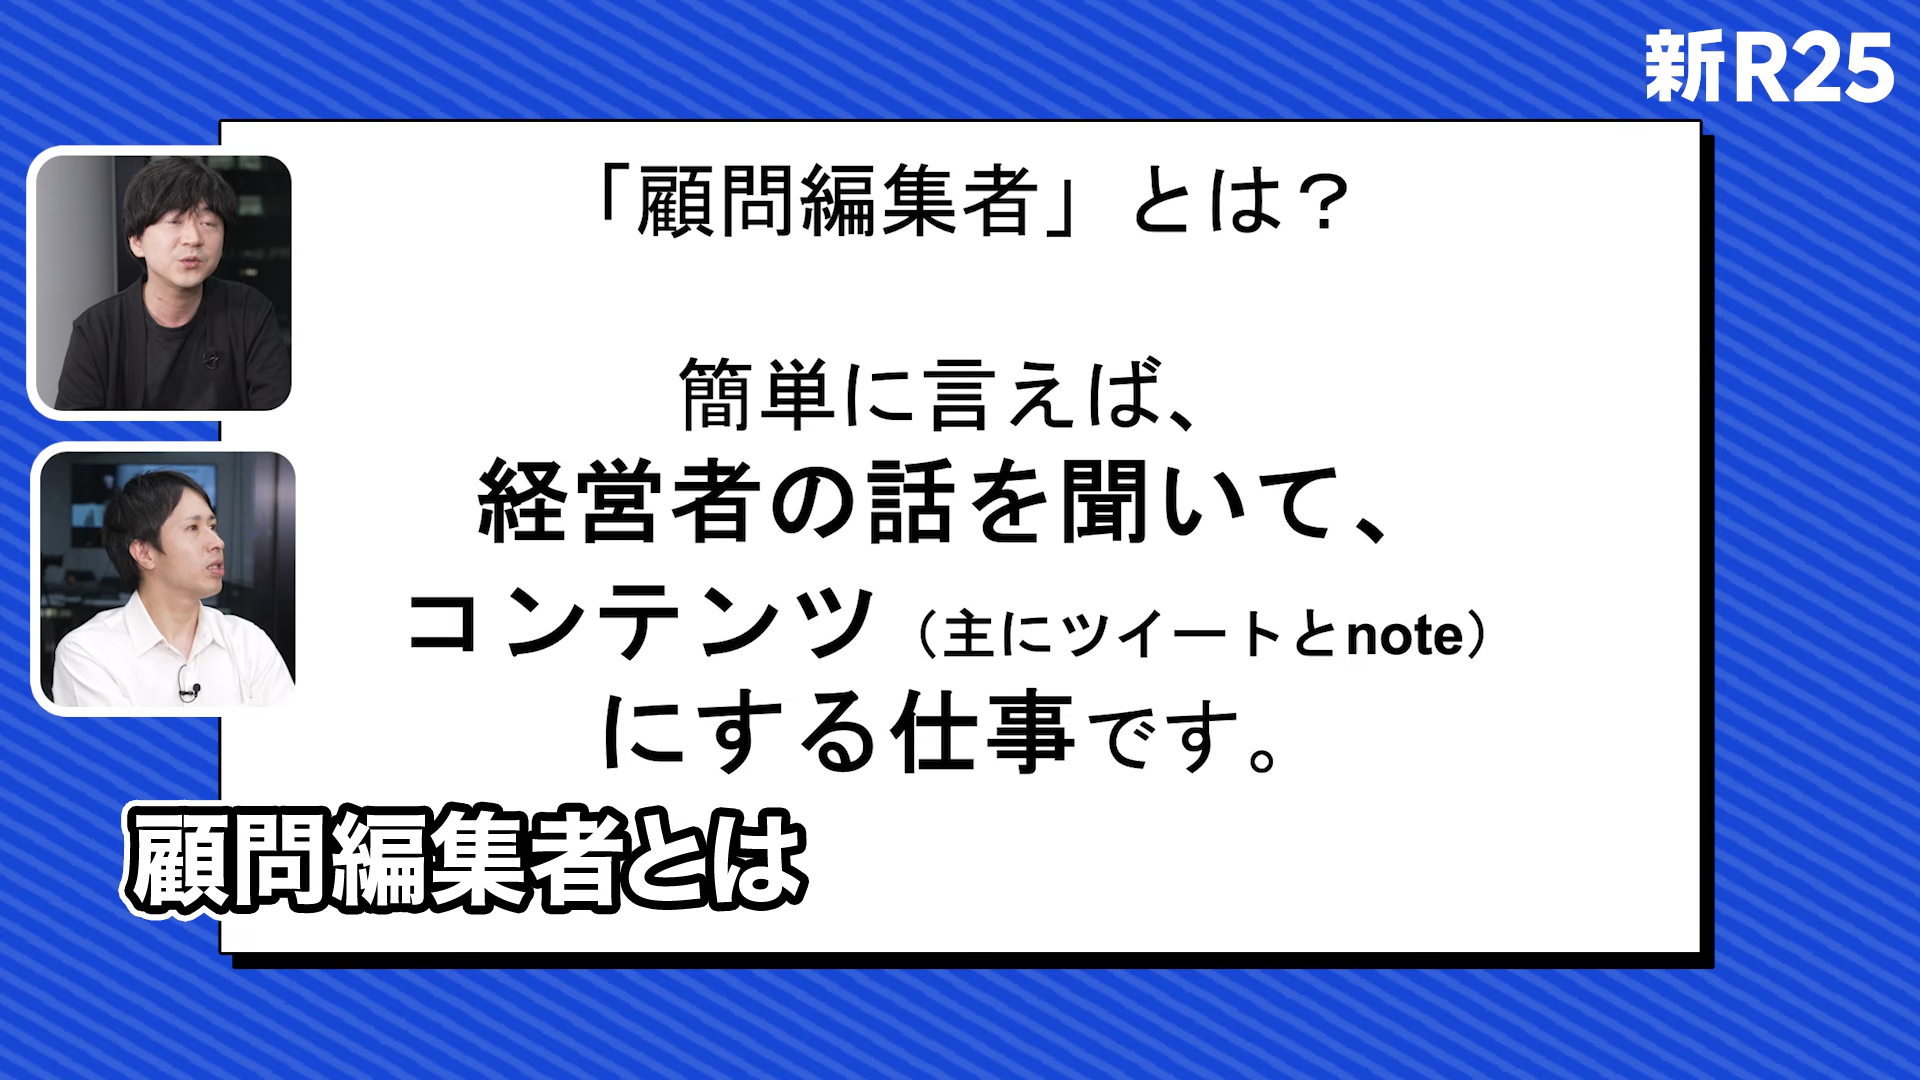 新R25
「顧問編集者」とは？
簡単に言えば、
経営者の話を聞いて、
コンテンツ（主にツイートとnote）
にする仕事です。
顧問編集者とは